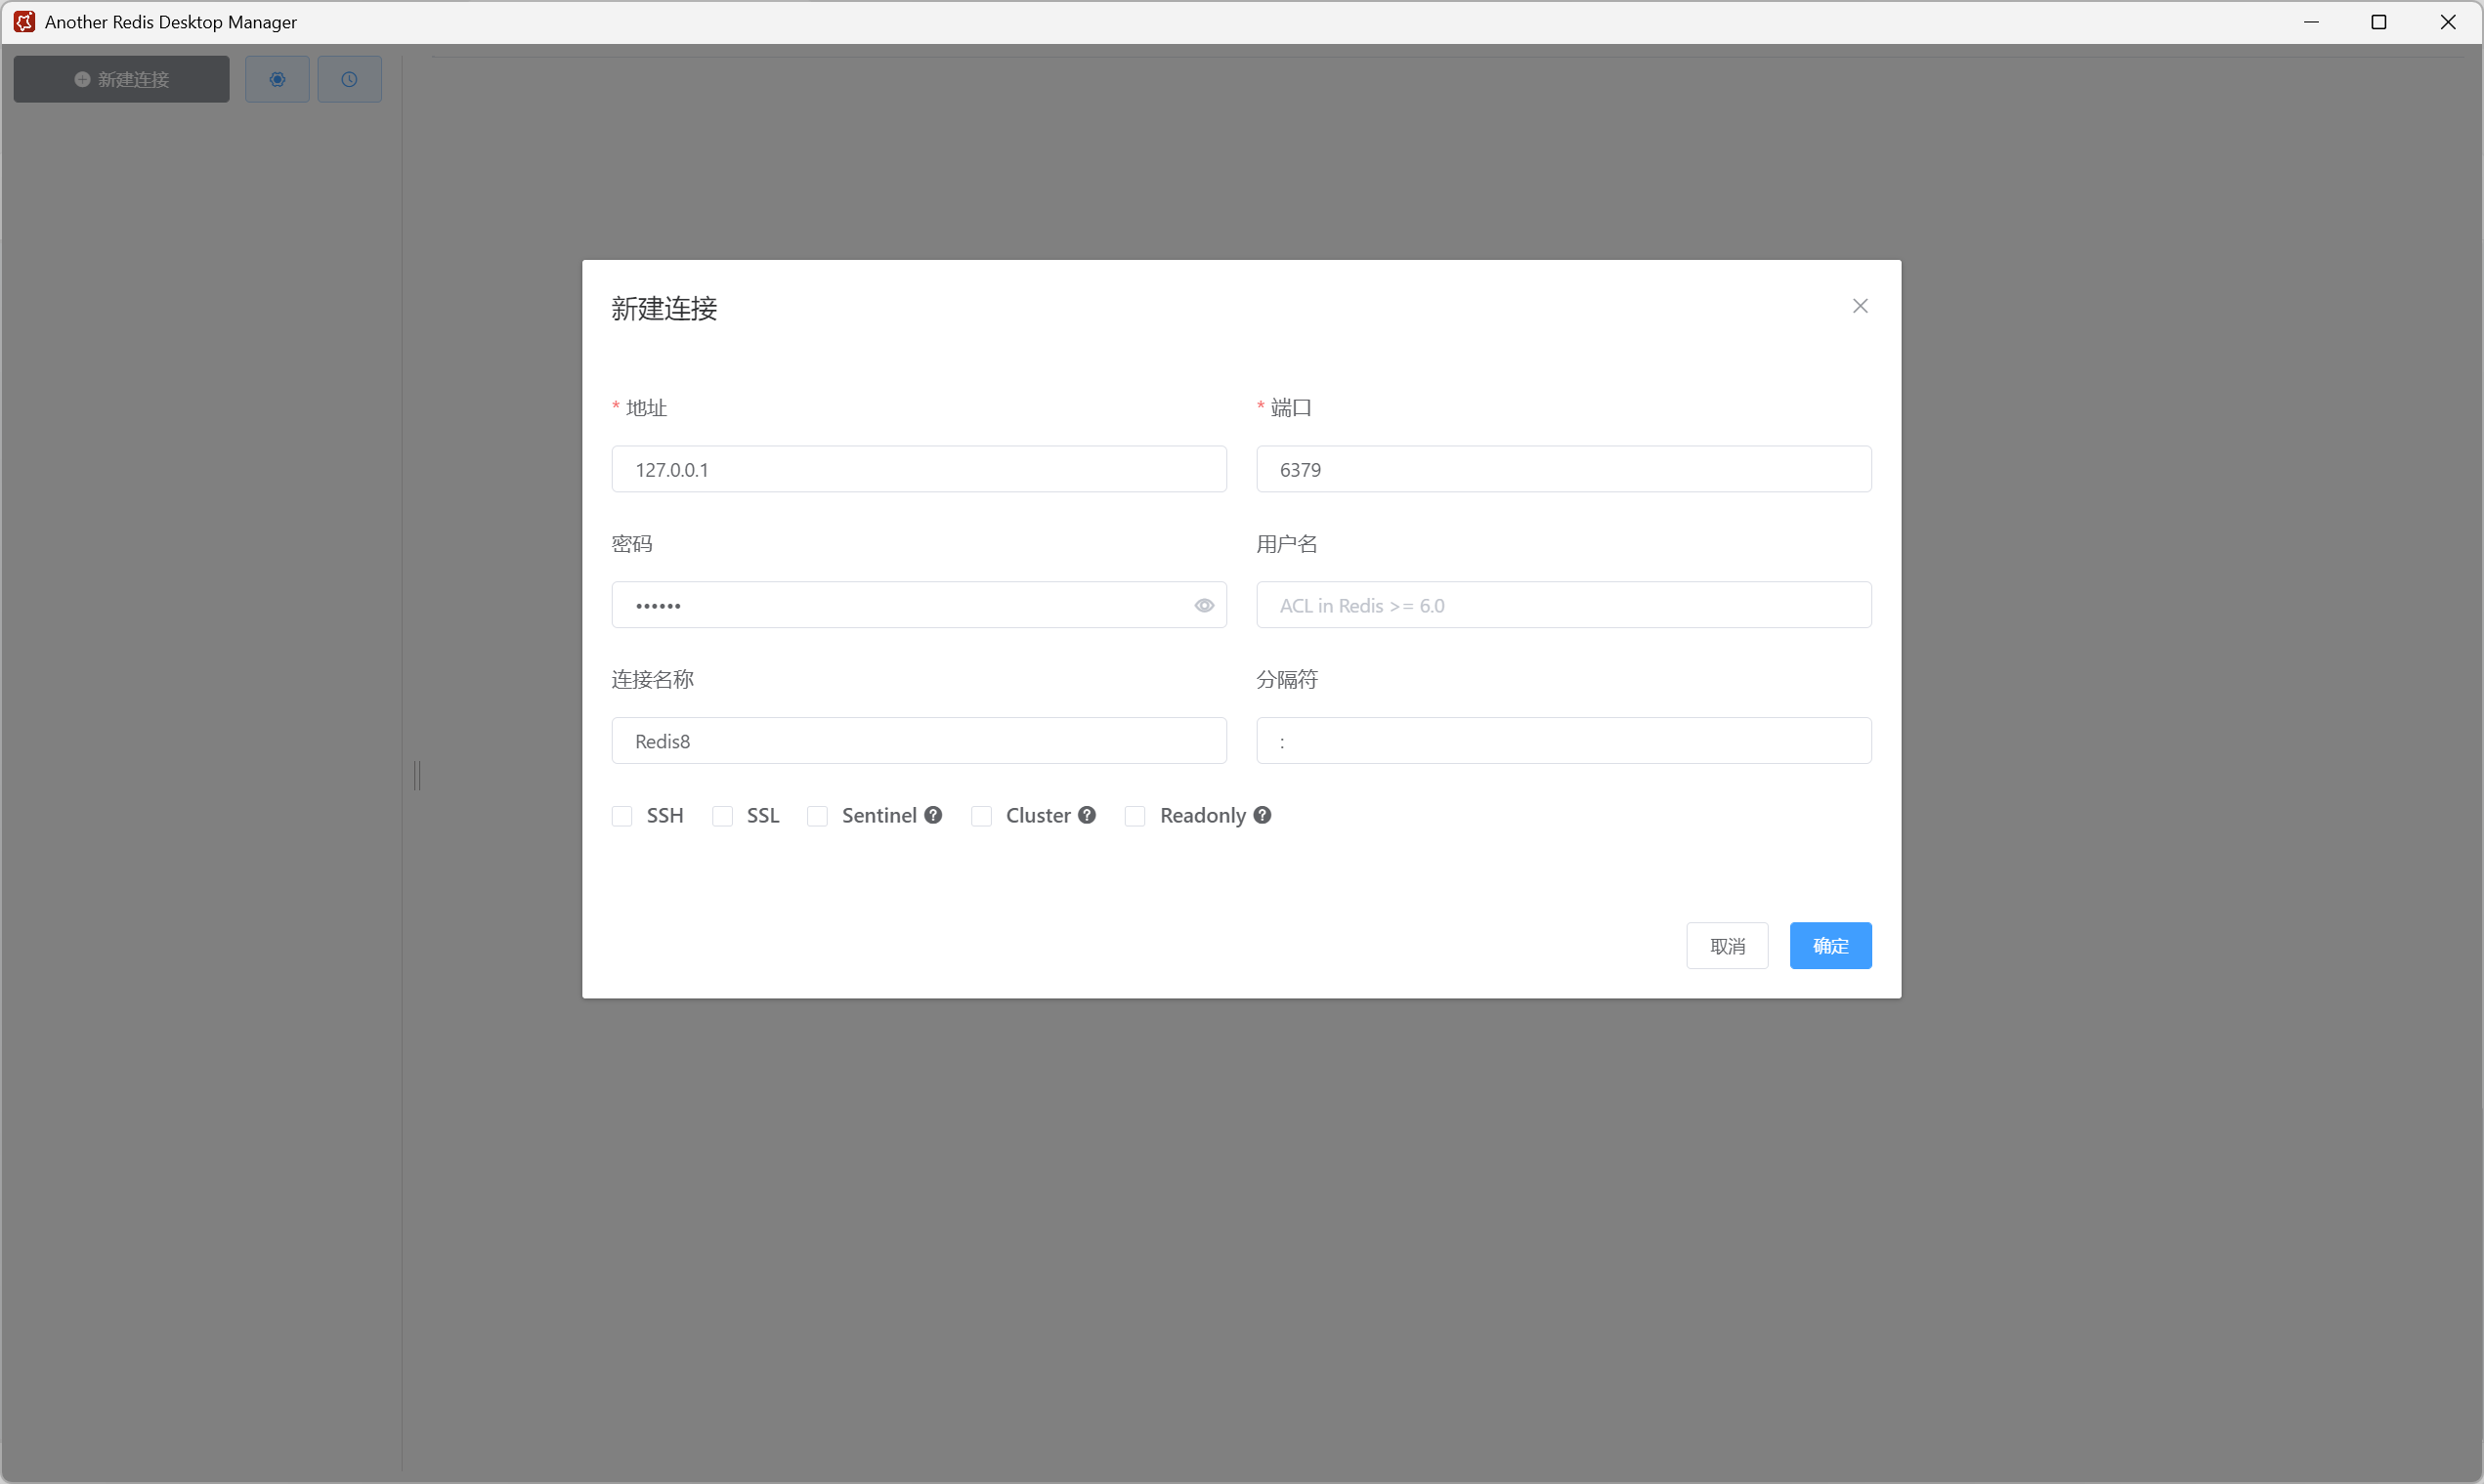 Another Redis Desktop Manager
新建连接
新建连接
* 地址
* 端口
127.0.0.1
6379
密码
用户名
••••••
ACL in Redis >= 6.0
连接名称
分隔符
Redis8
:
SSH SSL Sentinel ? Cluster ? Readonly ?
取消 确定